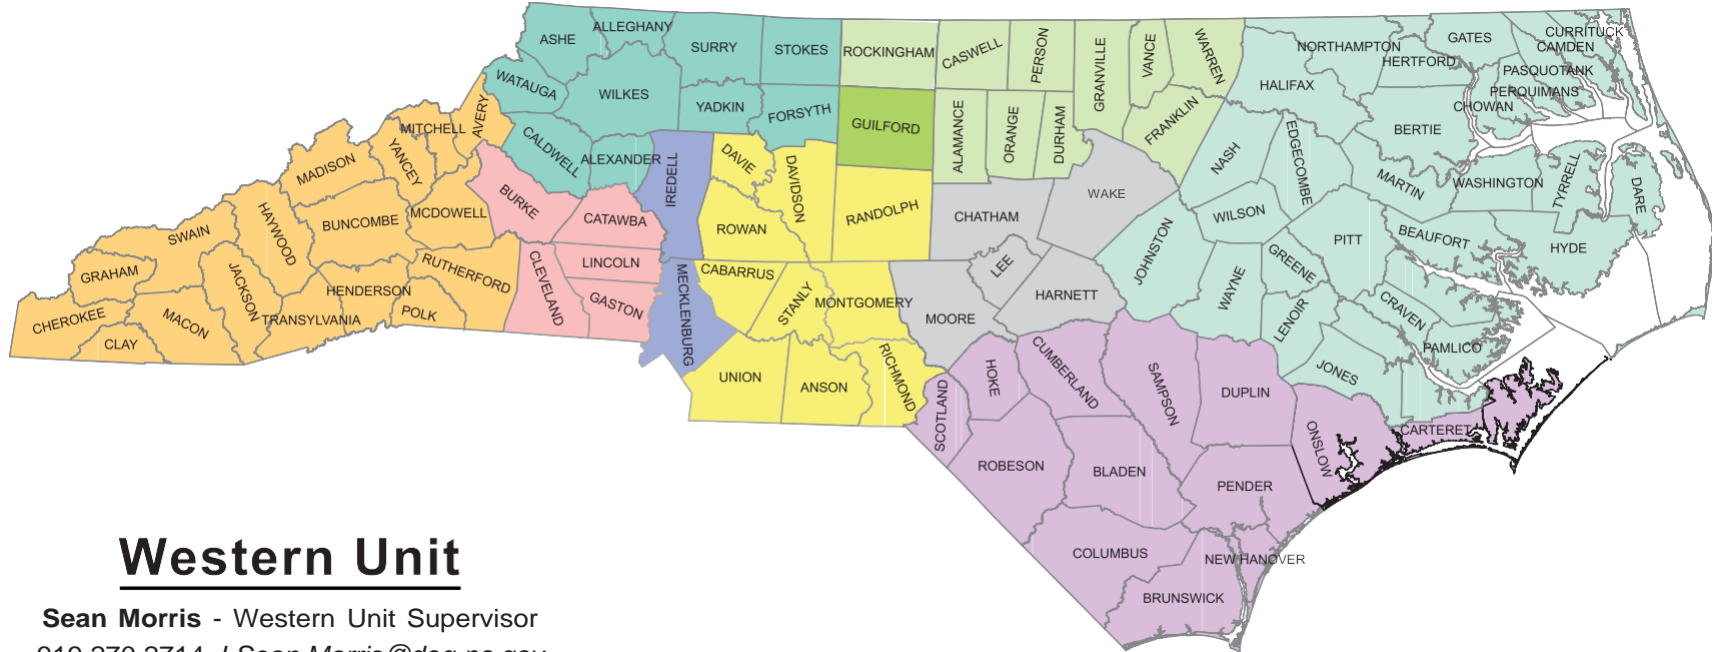 ALLEGHANY
ASHE
SURRY
STOKES
ROCKINGHAM
CASWELL
PERSON
GRANVILLE
VANCE
WARREN
NORTHAMPTON
GATES
CURRITUCK
CAMDEN
HERTFORD
PASQUOTANK
PERQUIMANS
CHOWAN
HALIFAX
WATAUGA
WILKES
YADKIN
FORSYTH
GUILFORD
ALAMANCE
ORANGE
DURHAM
FRANKLIN
BERTIE
AVERY
MITCHELL
YANCEY
MADISON
CALDWELL
ALEXANDER
IREDELL
DAVIE
DAVIDSON
RANDOLPH
CHATHAM
WAKE
NASH
EDGECOMBE
MARTIN
WASHINGTON
TYRRELL
DARE
HAYWOOD
BUNCOMBE
MCDOWELL
BURKE
CATAWBA
ROWAN
WILSON
PITT
BEAUFORT
HYDE
SWAIN
GRAHAM
JACKSON
HENDERSON
RUTHERFORD
CLEVELAND
LINCOLN
GASTON
MECKLENBURG
CABARRUS
STANLY
MONTGOMERY
LEE
HARNETT
JOHNSTON
WAYNE
GREENE
LENOIR
CRAVEN
PAMLICO
CHEROKEE
CLAY
MACON
TRANSYLVANIA
POLK
MOORE
UNION
ANSON
RICHMOND
SCOTLAND
HOKE
CUMBERLAND
SAMPSON
DUPLIN
JONES
ONSLOW
CARTERET
ROBESON
BLADEN
PENDER
COLUMBUS
NEW HANOVER
BRUNSWICK
Western Unit
Sean Morris - Western Unit Supervisor